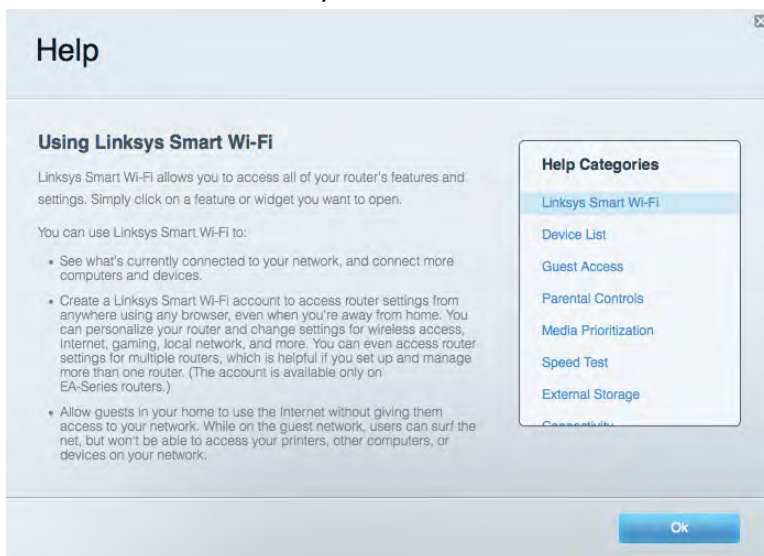 Help
Using Linksys Smart Wi-Fi
Linksys Smart Wi-Fi allows you to access all of your router's features and
settings. Simply click on a feature or widget you want to open.
You can use Linksys Smart Wi-Fi to:
• See what's currently connected to your network, and connect more
computers and devices.
• Create a Linksys Smart Wi-Fi account to access router settings from
anywhere using any browser, even when you're away from home. You
can personalize your router and change settings for wireless access,
Internet, gaming, local network, and more. You can even access router
settings for multiple routers, which is helpful if you set up and manage
more than one router. (The account is available only on
EA-Series routers.)
• Allow guests in your home to use the Internet without giving them
access to your network. While on the guest network, users can surf the
net, but won't be able to access your printers, other computers, or
devices on your network.
Help Categories
Linksys Smart Wi-Fi
Device List
Guest Access
Parental Controls
Media Prioritization
Speed Test
External Storage
Connectivity
Ok